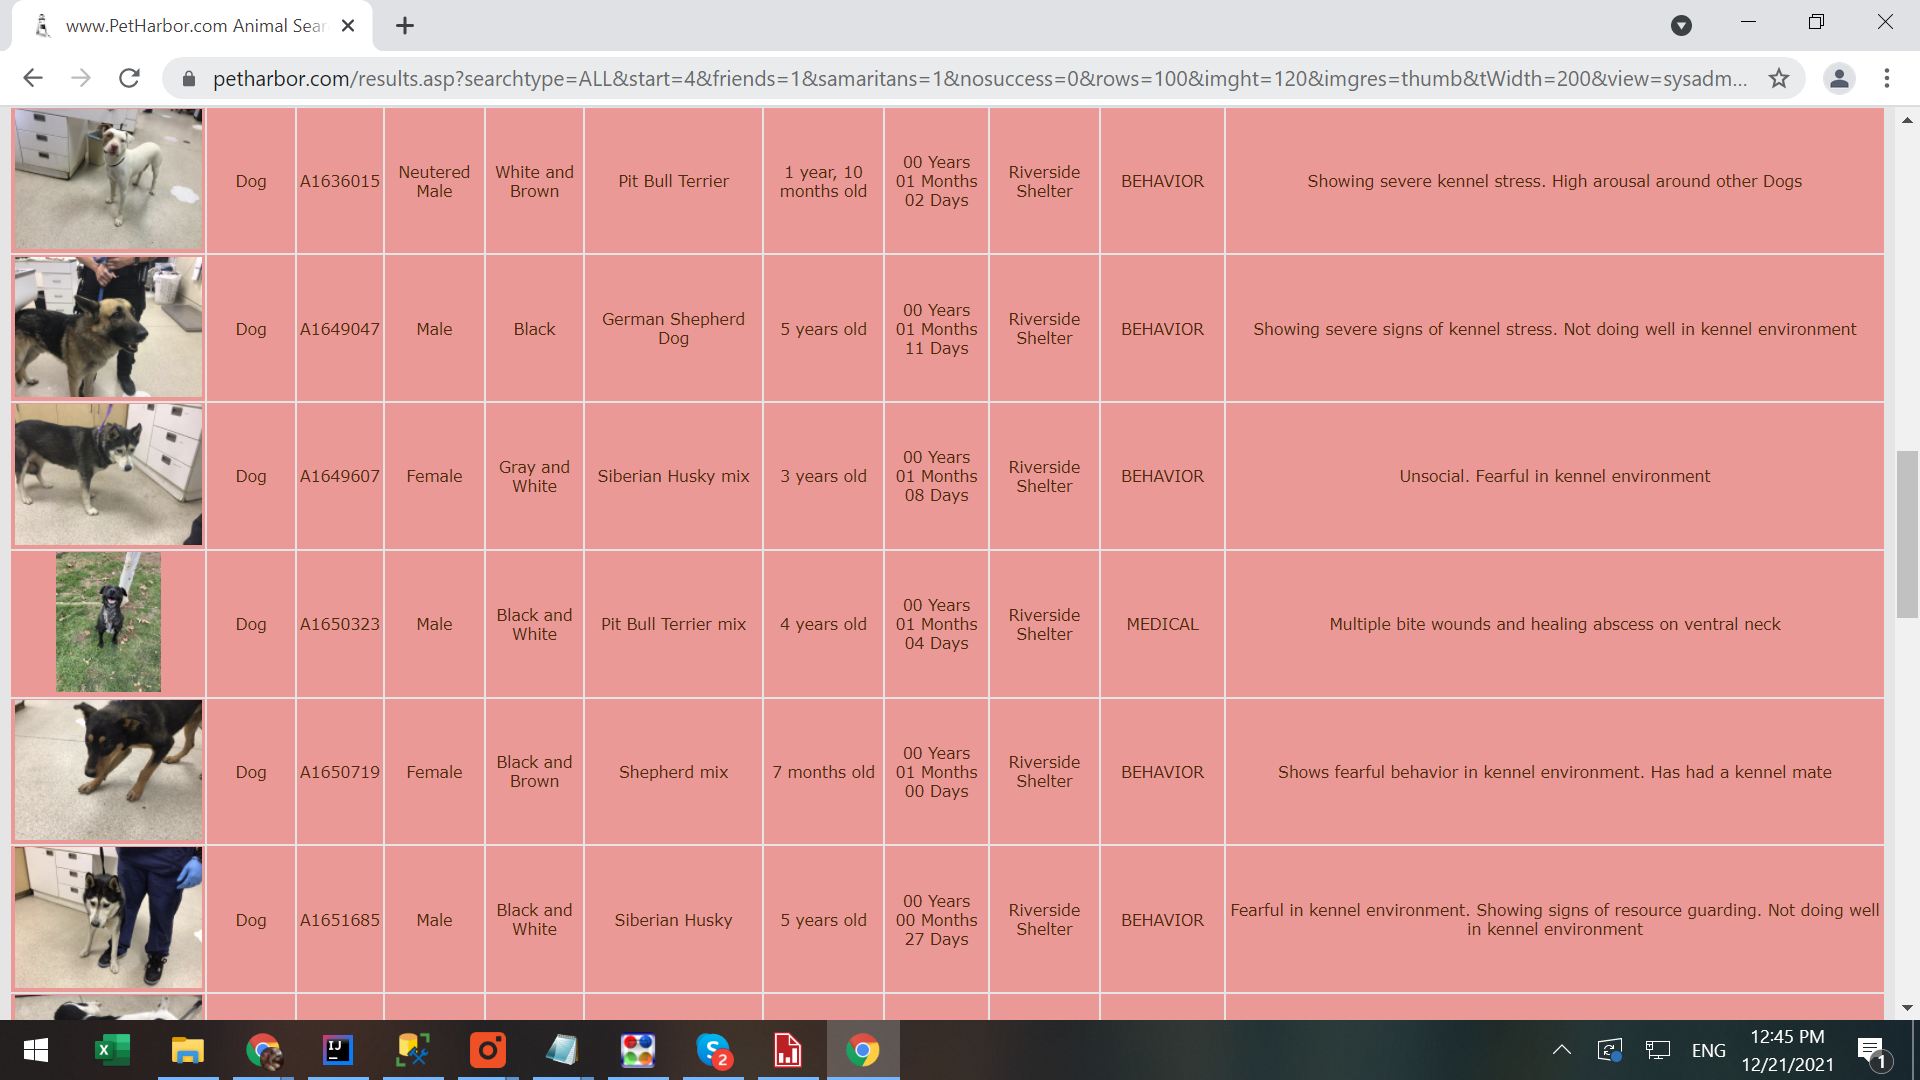 www.PetHarbor.com Animal Sear
petharbor.com/results.asp?searchtype=ALL&start=4&friends=1&samaritans=1&nosuccess=0&rows=100&imght=120&imgres=thumb&tWidth=200&view=sysadm...
Dog
A1636015
Neutered
Male
White and
Brown
Pit Bull Terrier
1 year, 10
months old
00 Years
01 Months
02 Days
Riverside
Shelter
BEHAVIOR
Showing severe kennel stress. High arousal around other Dogs
Dog
A1649047
Male
Black
German Shepherd
Dog
5 years old
00 Years
01 Months
11 Days
Riverside
Shelter
BEHAVIOR
Showing severe signs of kennel stress. Not doing well in kennel environment
Dog
A1649607
Female
Gray and
White
Siberian Husky mix
3 years old
00 Years
01 Months
08 Days
Riverside
Shelter
BEHAVIOR
Unsocial. Fearful in kennel environment
Dog
A1650323
Male
Black and
White
Pit Bull Terrier mix
4 years old
00 Years
01 Months
04 Days
Riverside
Shelter
MEDICAL
Multiple bite wounds and healing abscess on ventral neck
Dog
A1650719
Female
Black and
Brown
Shepherd mix
7 months old
00 Years
01 Months
00 Days
Riverside
Shelter
BEHAVIOR
Shows fearful behavior in kennel environment. Has had a kennel mate
Dog
A1651685
Male
Black and
White
Siberian Husky
5 years old
00 Years
00 Months
27 Days
Riverside
Shelter
BEHAVIOR
Fearful in kennel environment. Showing signs of resource guarding. Not doing well
in kennel environment
X
IJ
S
2
ENG
12:45 PM
12/21/2021
1